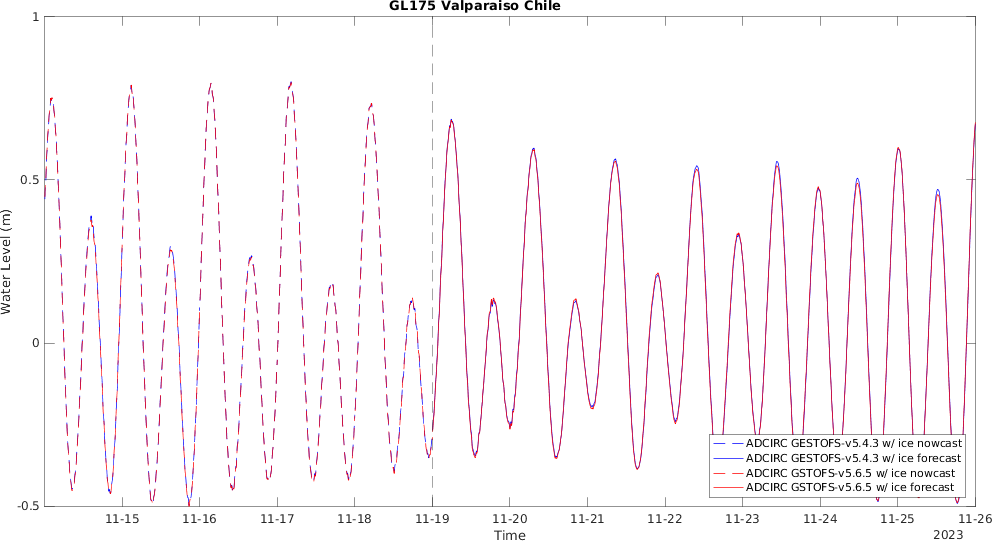 GL175 Valparaiso Chile
1
0.5
0
-0.5
Water Level (m)
ADCIRC GESTOFS-v5.4.3 w/ ice nowcast
ADCIRC GESTOFS-v5.4.3 w/ ice forecast
ADCIRC GSTOFS-v5.6.5 w/ ice nowcast
ADCIRC GSTOFS-v5.6.5 w/ ice forecast
11-15 11-16 11-17 11-18 11-19 11-20 11-21 11-22 11-23 11-24 11-25 11-26
Time
2023